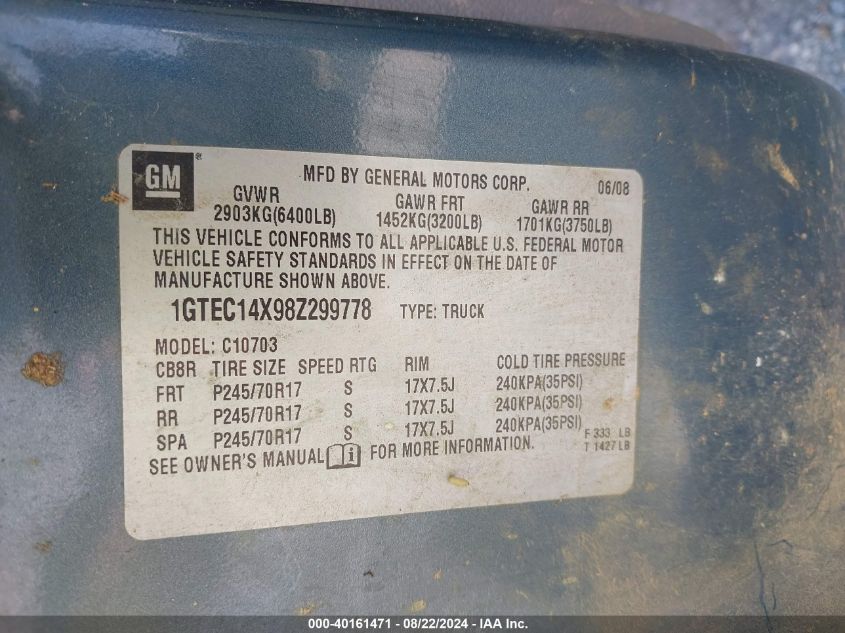 GM®
MFD BY GENERAL MOTORS CORP. 06/08
GVWR GAWR FRT GAWR RR
2903KG(6400LB) 1452KG(3200LB) 1701KG(3750LB)
THIS VEHICLE CONFORMS TO ALL APPLICABLE U.S. FEDERAL MOTOR
VEHICLE SAFETY STANDARDS IN EFFECT ON THE DATE OF
MANUFACTURE SHOWN ABOVE.
1GTEC14X98Z299778 TYPE: TRUCK
MODEL: C10703
CB8R TIRE SIZE SPEED RTG RIM COLD TIRE PRESSURE
FRT P245/70R17 S 17X7.5J 240KPA(35PSI)
RR P245/70R17 S 17X7.5J 240KPA(35PSI)
SPA P245/70R17 S 17X7.5J 240KPA(35PSI)
F 333 LB
T 1427 LB
SEE OWNER'S MANUAL i FOR MORE INFORMATION.
000-40161471 - 08/22/2024 - IAA Inc.